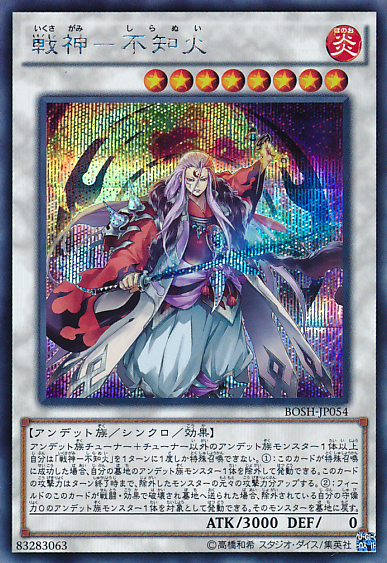 いくさ がみ しら ぬい
戦神－不知火
ほのお
炎
BOSH-JP054
【アンデット族／シンクロ／効果】
アンデット族チューナー＋チューナー以外のアンデット族モンスター1体以上
自分は「戦神－不知火」を1ターンに1度しか特殊召喚できない。①：このカードが特殊召喚
に成功した場合、自分の墓地のアンデット族モンスター1体を除外して発動できる。このカード
の攻撃力はターン終了時まで、除外したモンスターの元々の攻撃力分アップする。②：フィ
ールドのこのカードが戦闘・効果で破壊され墓地へ送られた場合、除外されている自分の守備
力0のアンデット族モンスター1体を対象として発動できる。そのモンスターを墓地に戻す。
ATK/3000 DEF/ 0
83283063
©高橋和希 スタジオ・ダイス/集英社